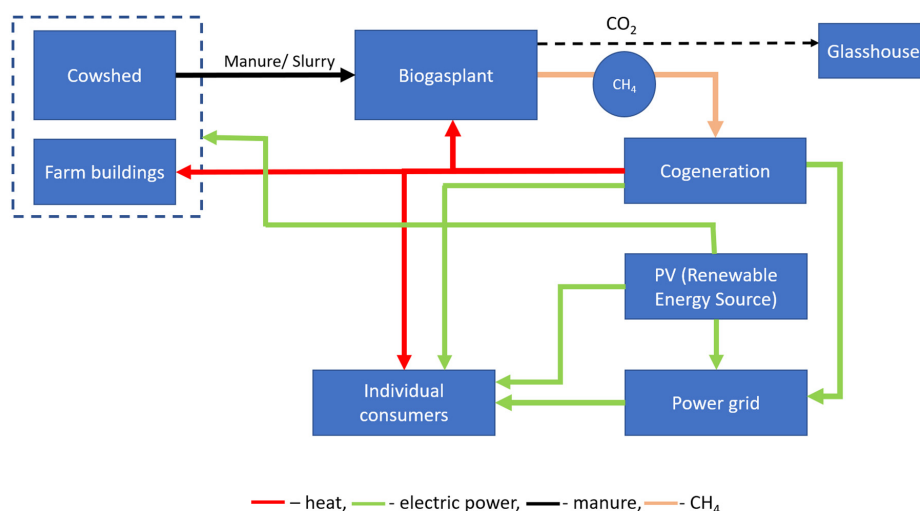 CO₂
Cowshed
Manure/ Slurry
Biogasplant
CH₄
Glasshouse
Farm buildings
Cogeneration
PV (Renewable
Energy Source)
Individual
consumers
Power grid
– heat, - electric power, - manure, - CH₄